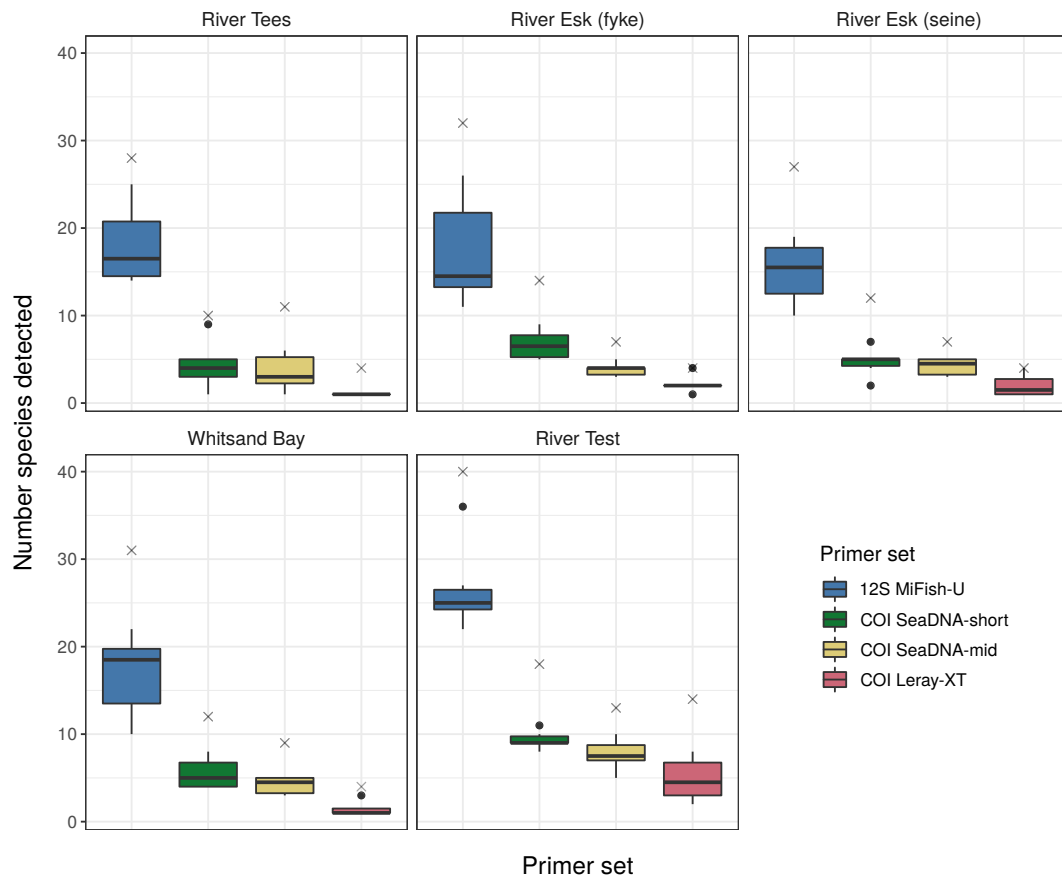 River Tees
River Esk (fyke)
River Esk (seine)
40
30
20
10
0
Whitsand Bay
River Test
40
30
20
10
0
Number species detected
Primer set
Primer set
12S MiFish-U
COI SeaDNA-short
COI SeaDNA-mid
COI Leray-XT